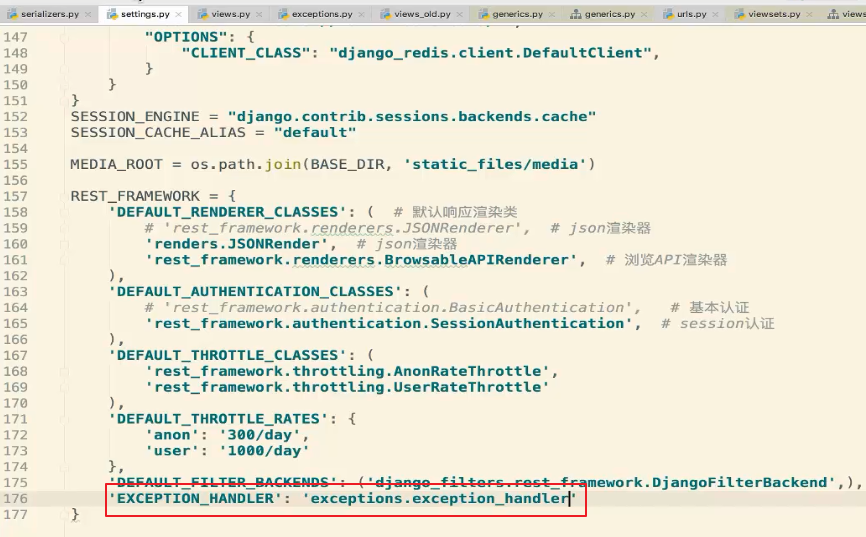 serializers.py settings.py views.py exceptions.py views_old.py generics.py generics.py urls.py viewsets.py views
147 "OPTIONS": {
148 "CLIENT_CLASS": "django_redis.client.DefaultClient",
149 }
150 }
151 }
152 SESSION_ENGINE = "django.contrib.sessions.backends.cache"
153 SESSION_CACHE_ALIAS = "default"
154
155 MEDIA_ROOT = os.path.join(BASE_DIR, 'static_files/media')
156
157 REST_FRAMEWORK = {
158 'DEFAULT_RENDERER_CLASSES': ( # 默认响应渲染类
159 # 'rest_framework.renderers.JSONRenderer', # json渲染器
160 'renders.JSONRender', # json渲染器
161 'rest_framework.renderers.BrowsableAPIRenderer', # 浏览API渲染器
162 ),
163 'DEFAULT_AUTHENTICATION_CLASSES': (
164 # 'rest_framework.authentication.BasicAuthentication', # 基本认证
165 'rest_framework.authentication.SessionAuthentication', # session认证
166 ),
167 'DEFAULT_THROTTLE_CLASSES': (
168 'rest_framework.throttling.AnonRateThrottle',
169 'rest_framework.throttling.UserRateThrottle'
170 ),
171 'DEFAULT_THROTTLE_RATES': {
172 'anon': '300/day',
173 'user': '1000/day'
174 },
175 'DEFAULT_FILTER_BACKENDS': ('django_filters.rest_framework.DjangoFilterBackend',),
176 'EXCEPTION_HANDLER': 'exceptions.exception_handler'
177 }